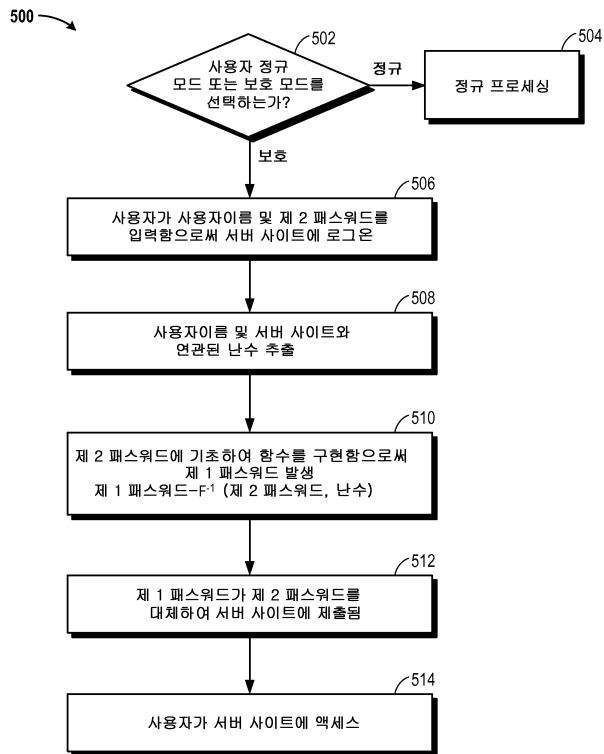 500
502
사용자 정규
모드 또는 보호 모드를
선택하는가?
정규
504
정규 프로세싱
보호
506
사용자가 사용자이름 및 제 2 패스워드를
입력함으로써 서버 사이트에 로그온
508
사용자이름 및 서버 사이트와
연관된 난수 추출
510
제 2 패스워드에 기초하여 함수를 구현함으로써
제 1 패스워드 발생
제 1 패스워드-F⁻¹ (제 2 패스워드, 난수)
512
제 1 패스워드가 제 2 패스워드를
대체하여 서버 사이트에 제출됨
514
사용자가 서버 사이트에 액세스